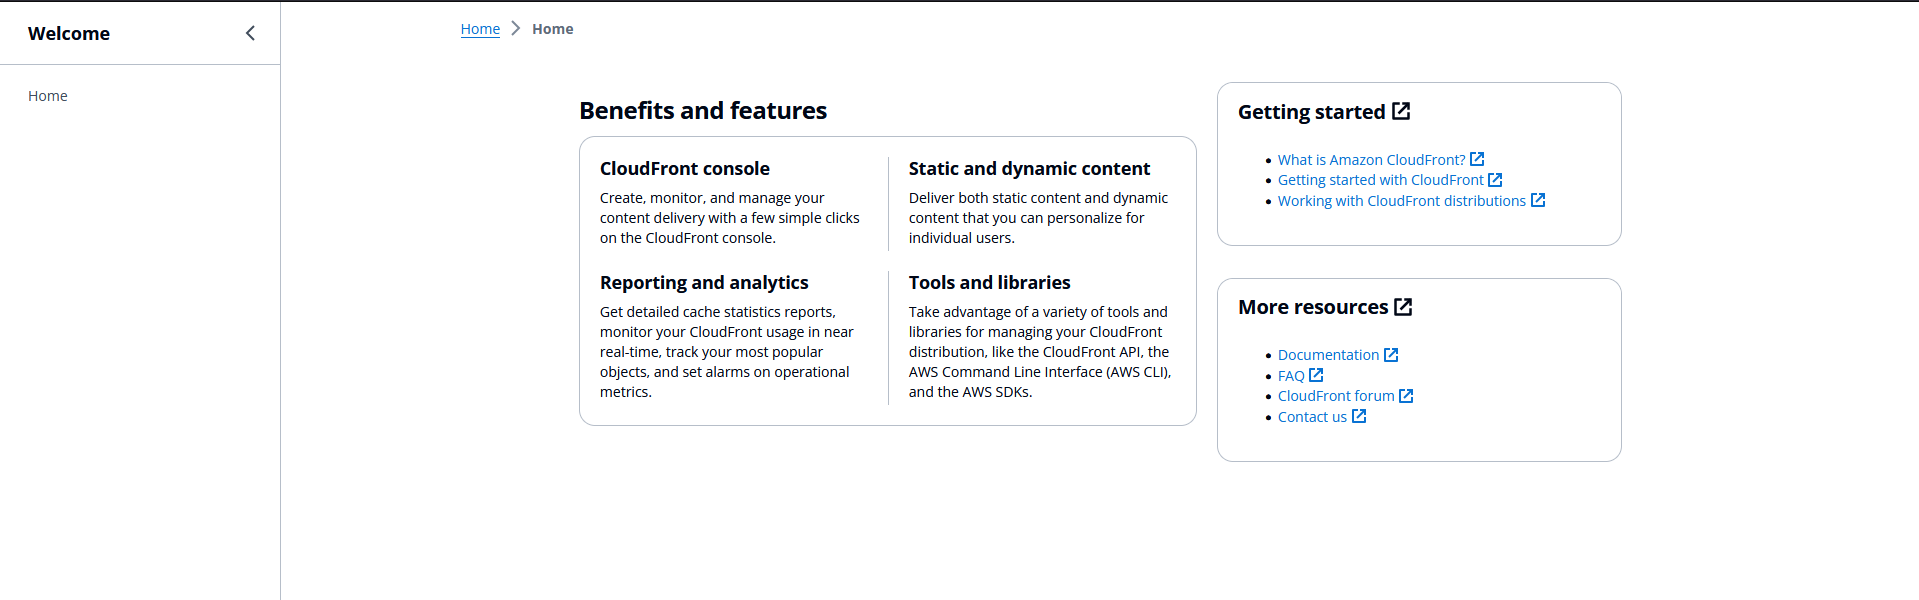 Welcome
Home
Home > Home
Benefits and features
CloudFront console
Create, monitor, and manage your
content delivery with a few simple clicks
on the CloudFront console.
Static and dynamic content
Deliver both static content and dynamic
content that you can personalize for
individual users.
Reporting and analytics
Get detailed cache statistics reports,
monitor your CloudFront usage in near
real-time, track your most popular
objects, and set alarms on operational
metrics.
Tools and libraries
Take advantage of a variety of tools and
libraries for managing your CloudFront
distribution, like the CloudFront API, the
AWS Command Line Interface (AWS CLI),
and the AWS SDKs.
Getting started
• What is Amazon CloudFront?
• Getting started with CloudFront
• Working with CloudFront distributions
More resources
• Documentation
• FAQ
• CloudFront forum
• Contact us